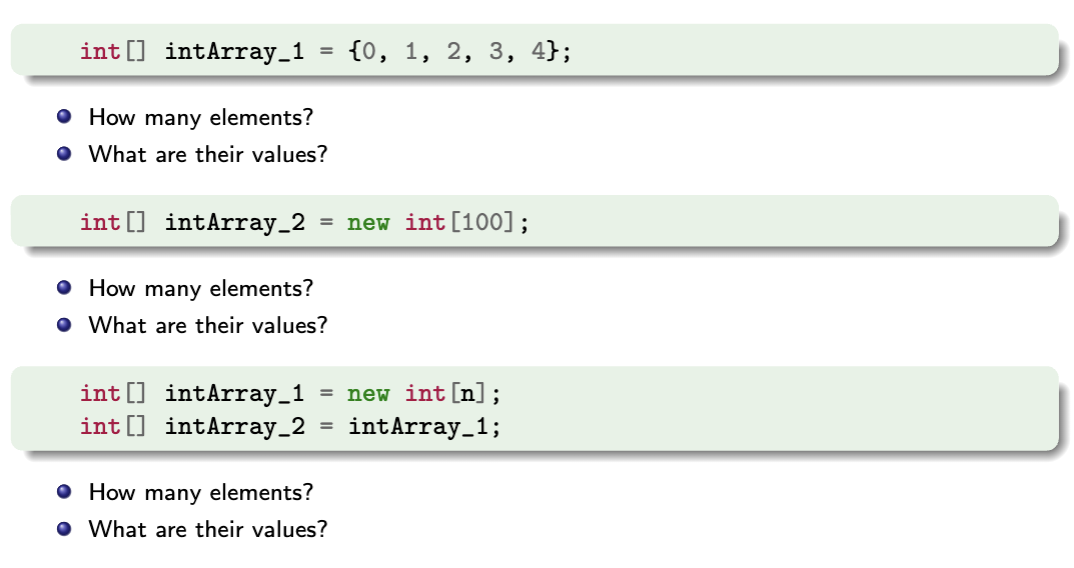 int[] intArray_1 = {0, 1, 2, 3, 4};
How many elements?
What are their values?
int[] intArray_2 = new int[100];
How many elements?
What are their values?
int[] intArray_1 = new int[n];
int[] intArray_2 = intArray_1;
How many elements?
What are their values?